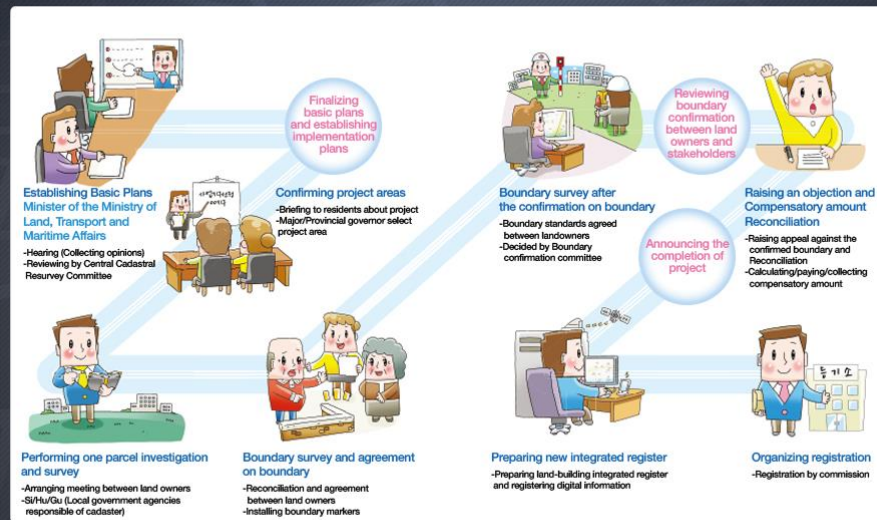 Finalizing
basic plans
and establishing
implementation
plans
Establishing Basic Plans
Minister of the Ministry of
Land, Transport and
Maritime Affairs
-Hearing (Collecting opinions)
-Reviewing by Central Cadastral
Resurvey Committee
Confirming project areas
-Briefing to residents about project
-Major/Provincial governor select
project area
Performing one parcel investigation
and survey
-Arranging meeting between land owners
-Si/Hu/Gu (Local government agencies
responsible of cadaster)
Boundary survey and agreement
on boundary
-Reconciliation and agreement
between land owners
-Installing boundary markers
Reviewing
boundary
confirmation
between land
owners and
stakeholders
Boundary survey after
the confirmation on boundary
-Boundary standards agreed
between landowners
-Decided by Boundary
confirmation committee
Raising an objection and
Compensatory amount
Reconciliation
-Raising appeal against the
confirmed boundary and
Reconciliation
-Calculating/paying/collecting
compensatory amount
Announcing the
completion of
project
Preparing new integrated register
-Preparing land-building integrated register
and registering digital information
등기소
Organizing registration
-Registration by commission